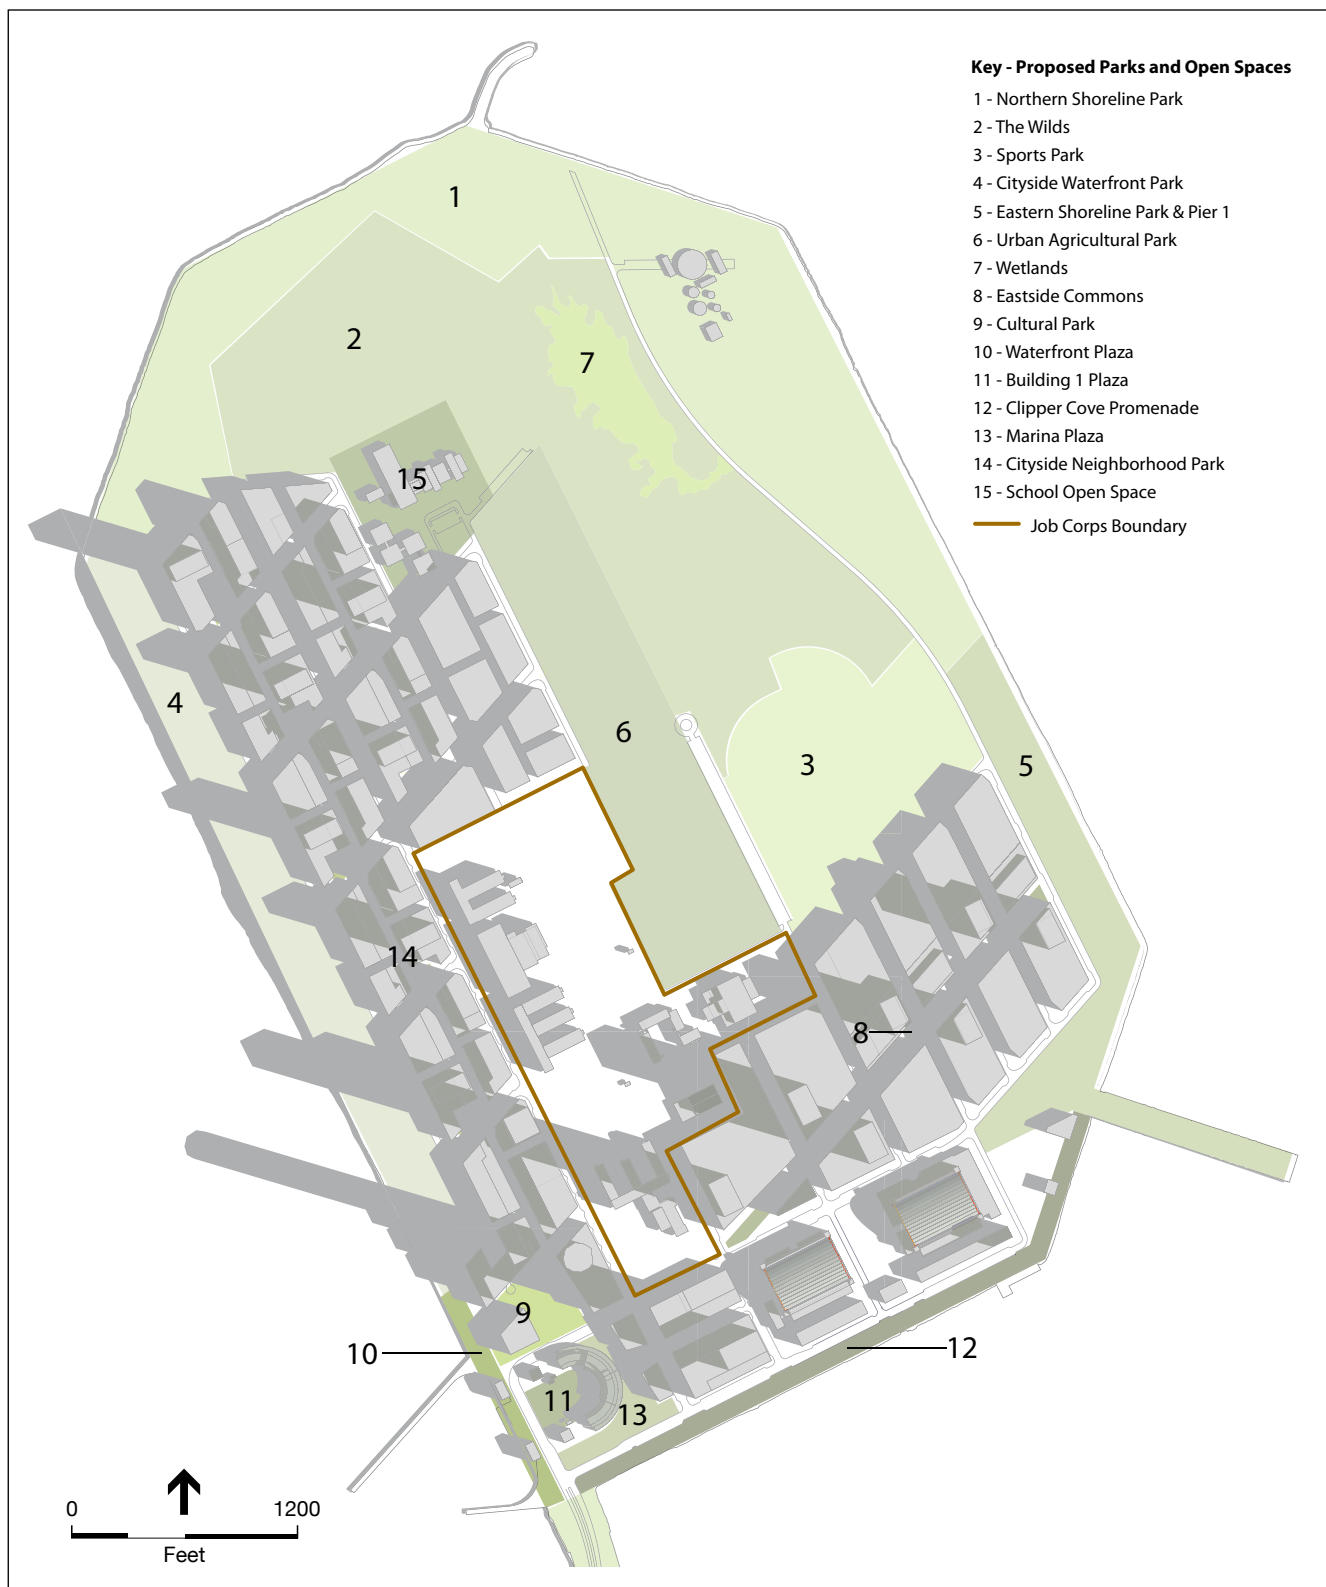 Key - Proposed Parks and Open Spaces
1 - Northern Shoreline Park
2 - The Wilds
3 - Sports Park
4 - Cityside Waterfront Park
5 - Eastern Shoreline Park & Pier 1
6 - Urban Agricultural Park
7 - Wetlands
8 - Eastside Commons
9 - Cultural Park
10 - Waterfront Plaza
11 - Building 1 Plaza
12 - Clipper Cove Promenade
13 - Marina Plaza
14 - Cityside Neighborhood Park
15 - School Open Space
Job Corps Boundary
1
2
7
15
4
6
3
5
14
8
9
10
12
11
13
0 1200
Feet